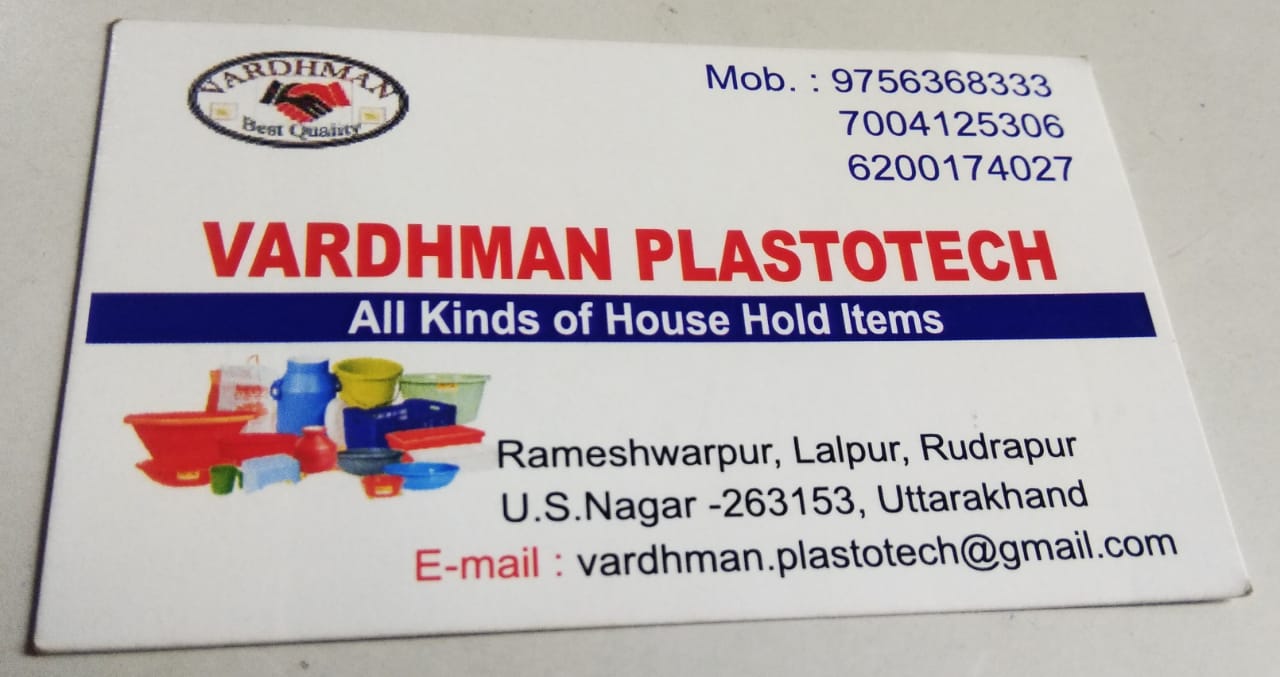 VARDHMAN
Best Quality
Mob. : 9756368333
7004125306
6200174027
VARDHMAN PLASTOTECH
All Kinds of House Hold Items
Rameshwarpur, Lalpur, Rudrapur
U.S.Nagar -263153, Uttarakhand
E-mail : vardhman.plastotech@gmail.com